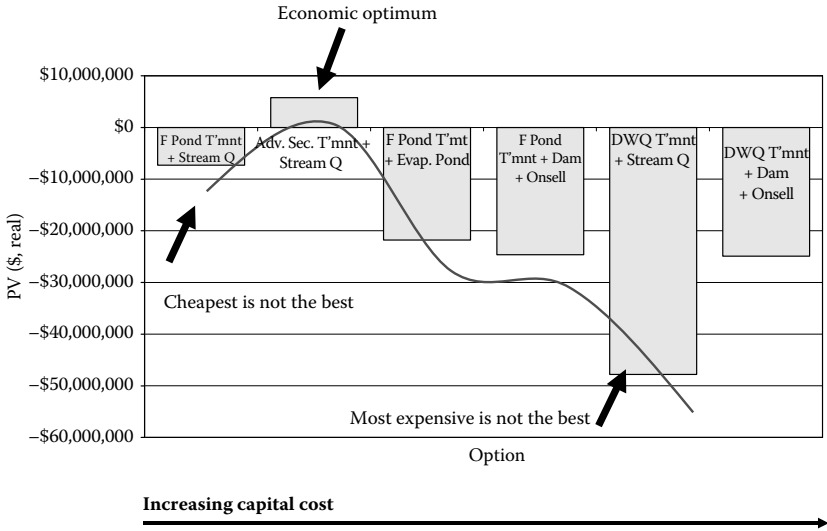 Economic optimum
$10,000,000
$0
–$10,000,000
–$20,000,000
–$30,000,000
–$40,000,000
–$50,000,000
–$60,000,000
PV ($, real)
F Pond T’mnt
+ Stream Q
Adv. Sec. T’mnt +
Stream Q
F Pond T’mt
+ Evap. Pond
F Pond
T’mnt + Dam
+ Onsell
DWQ T’mnt
+ Stream Q
DWQ T’mnt
+ Dam
+ Onsell
Cheapest is not the best
Most expensive is not the best
Option
Increasing capital cost